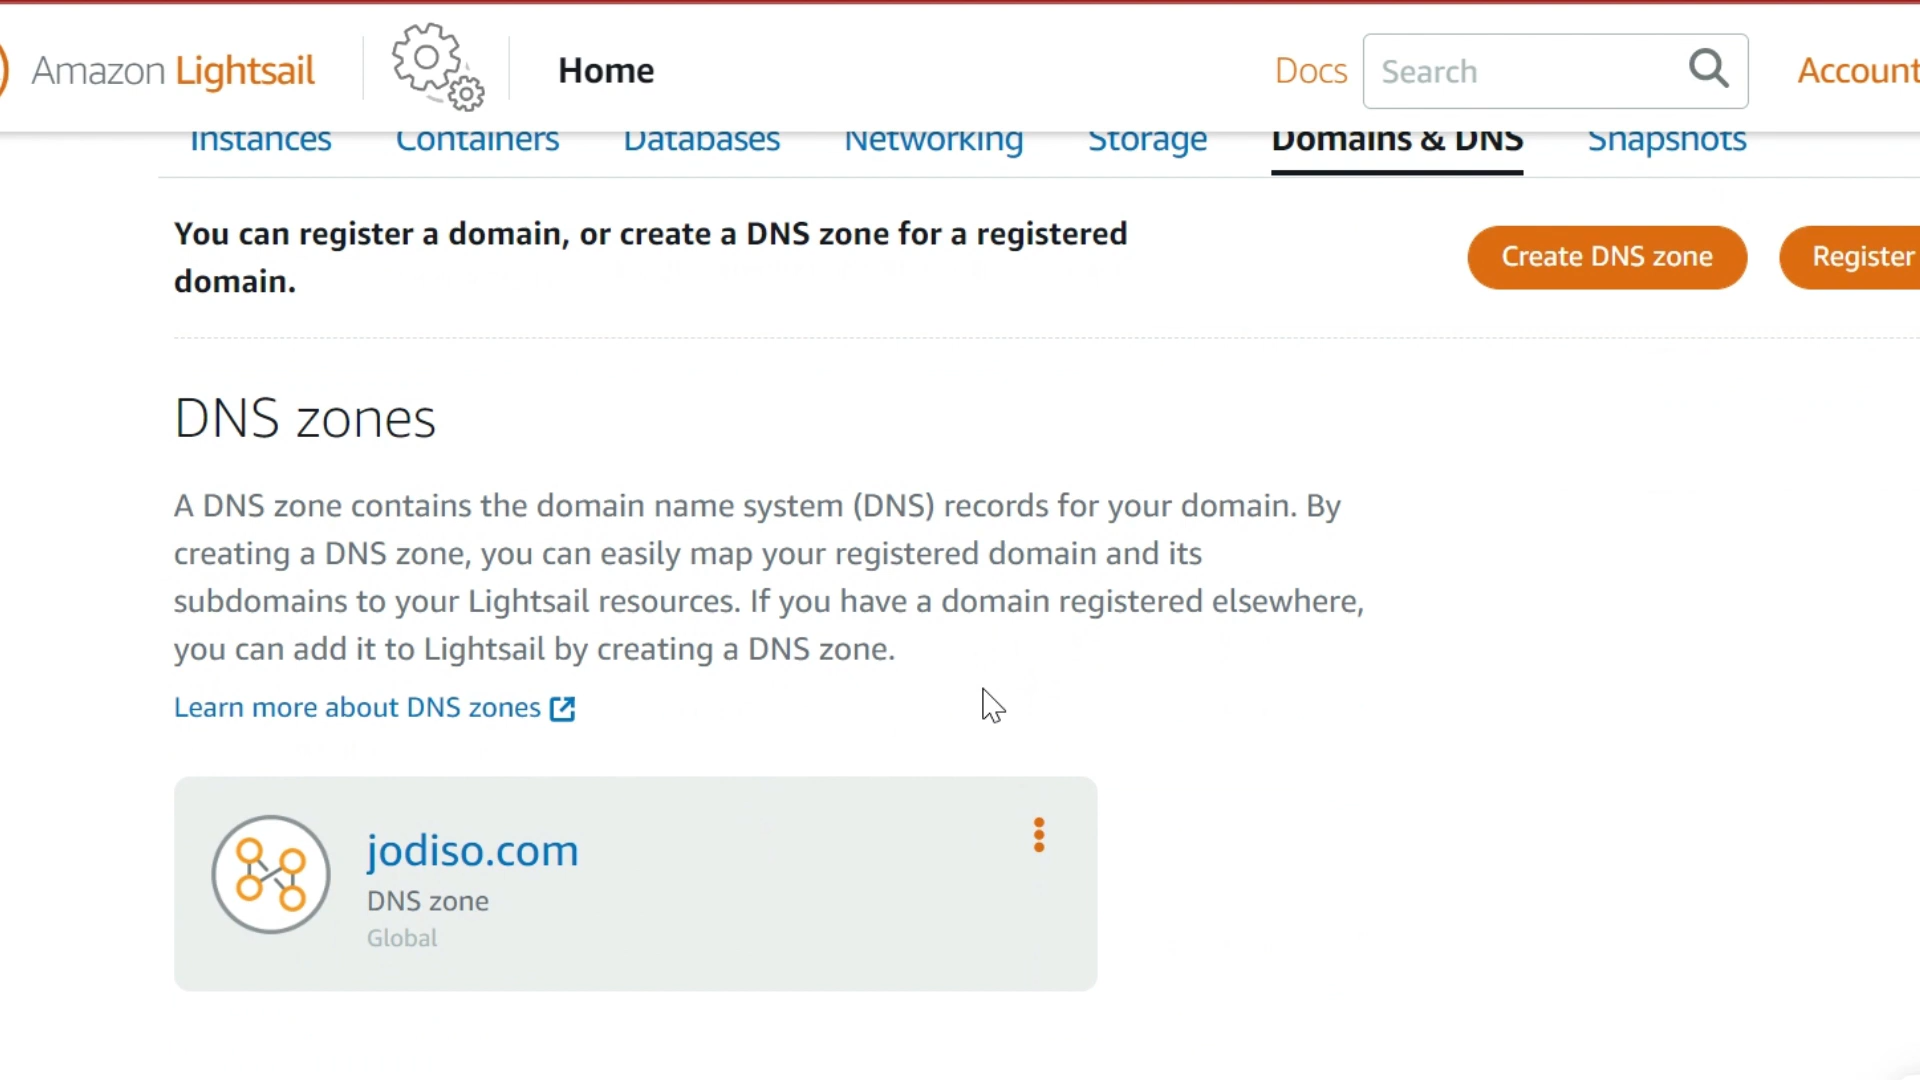 Amazon Lightsail
Home
Docs
Search
Account
Instances
Containers
Databases
Networking
Storage
Domains & DNS
Snapshots
You can register a domain, or create a DNS zone for a registered
domain.
Create DNS zone
Register
DNS zones
A DNS zone contains the domain name system (DNS) records for your domain. By
creating a DNS zone, you can easily map your registered domain and its
subdomains to your Lightsail resources. If you have a domain registered elsewhere,
you can add it to Lightsail by creating a DNS zone.
Learn more about DNS zones
jodiso.com
DNS zone
Global